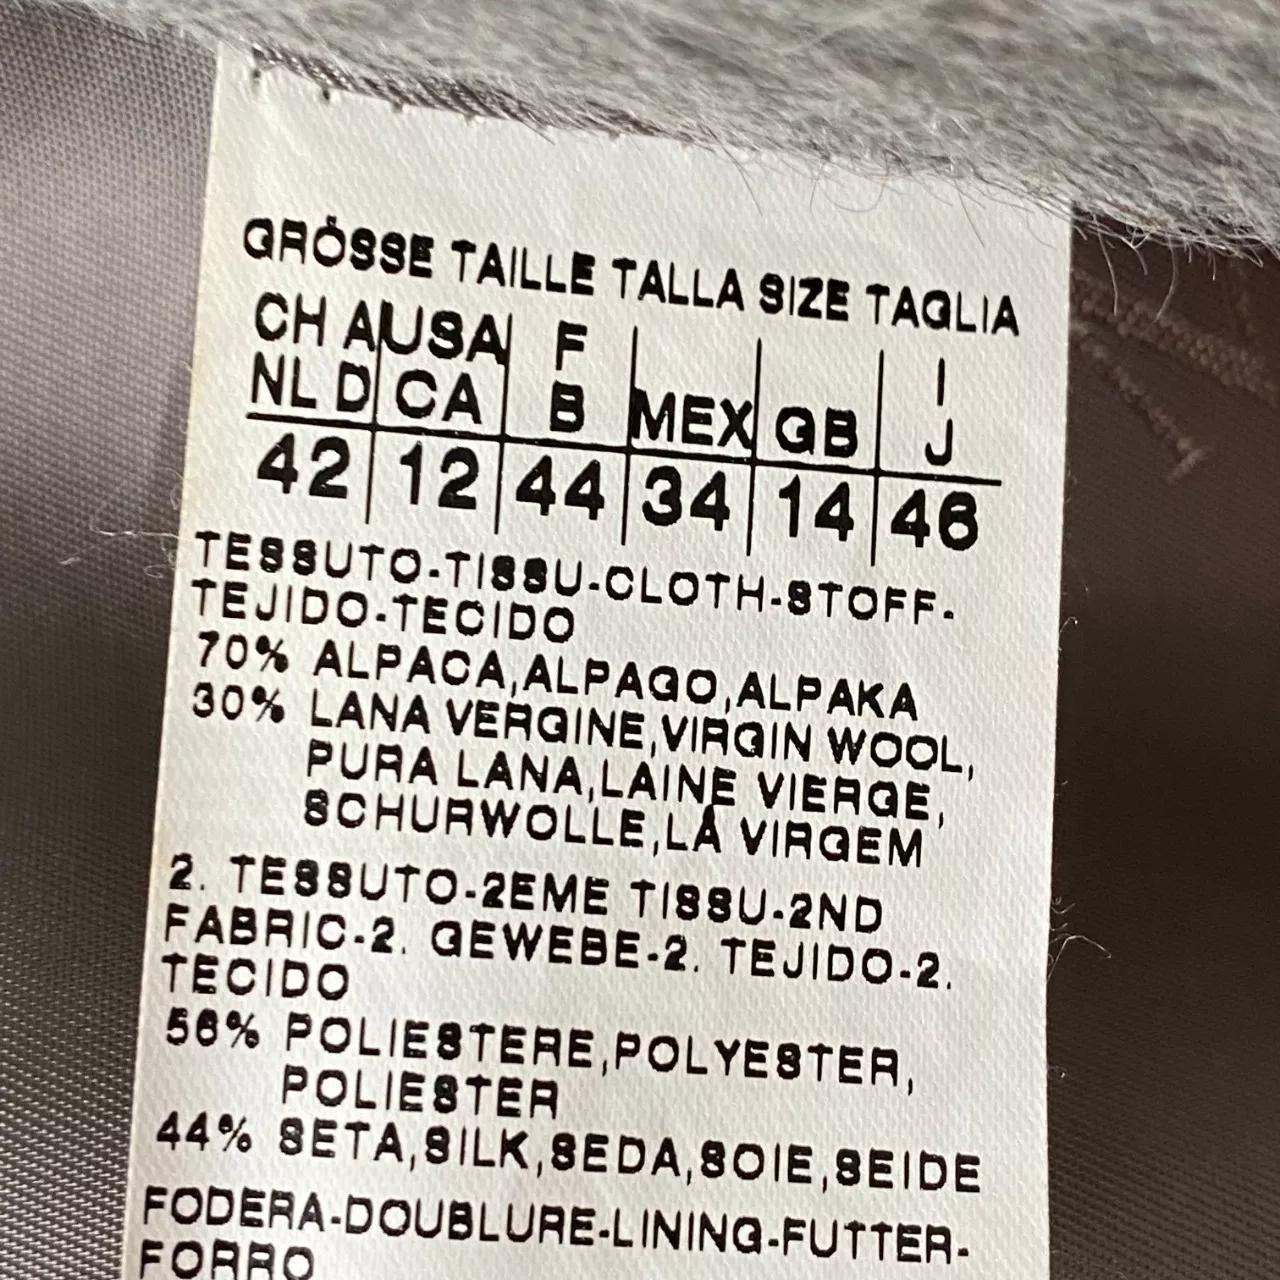 GRÖSSE TAILLE TALLA SIZE TAGLIA
CH A USA F I
NL D CA B MEX GB J
42 12 44 34 14 46
TESSUTO-TISSU-CLOTH-STOFF-
TEJIDO-TECIDO
70% ALPACA,ALPAGO,ALPAKA
30% LANA VERGINE,VIRGIN WOOL,
PURA LANA,LAINE VIERGE,
SCHURWOLLE,LÃ VIRGEM
2. TESSUTO-2EME TISSU-2ND
FABRIC-2. GEWEBE-2. TEJIDO-2.
TECIDO
56% POLIESTERE,POLYESTER,
POLIESTER
44% SETA,SILK,SEDA,SOIE,SEIDE
FODERA-DOUBLURE-LINING-FUTTER-
FORRO